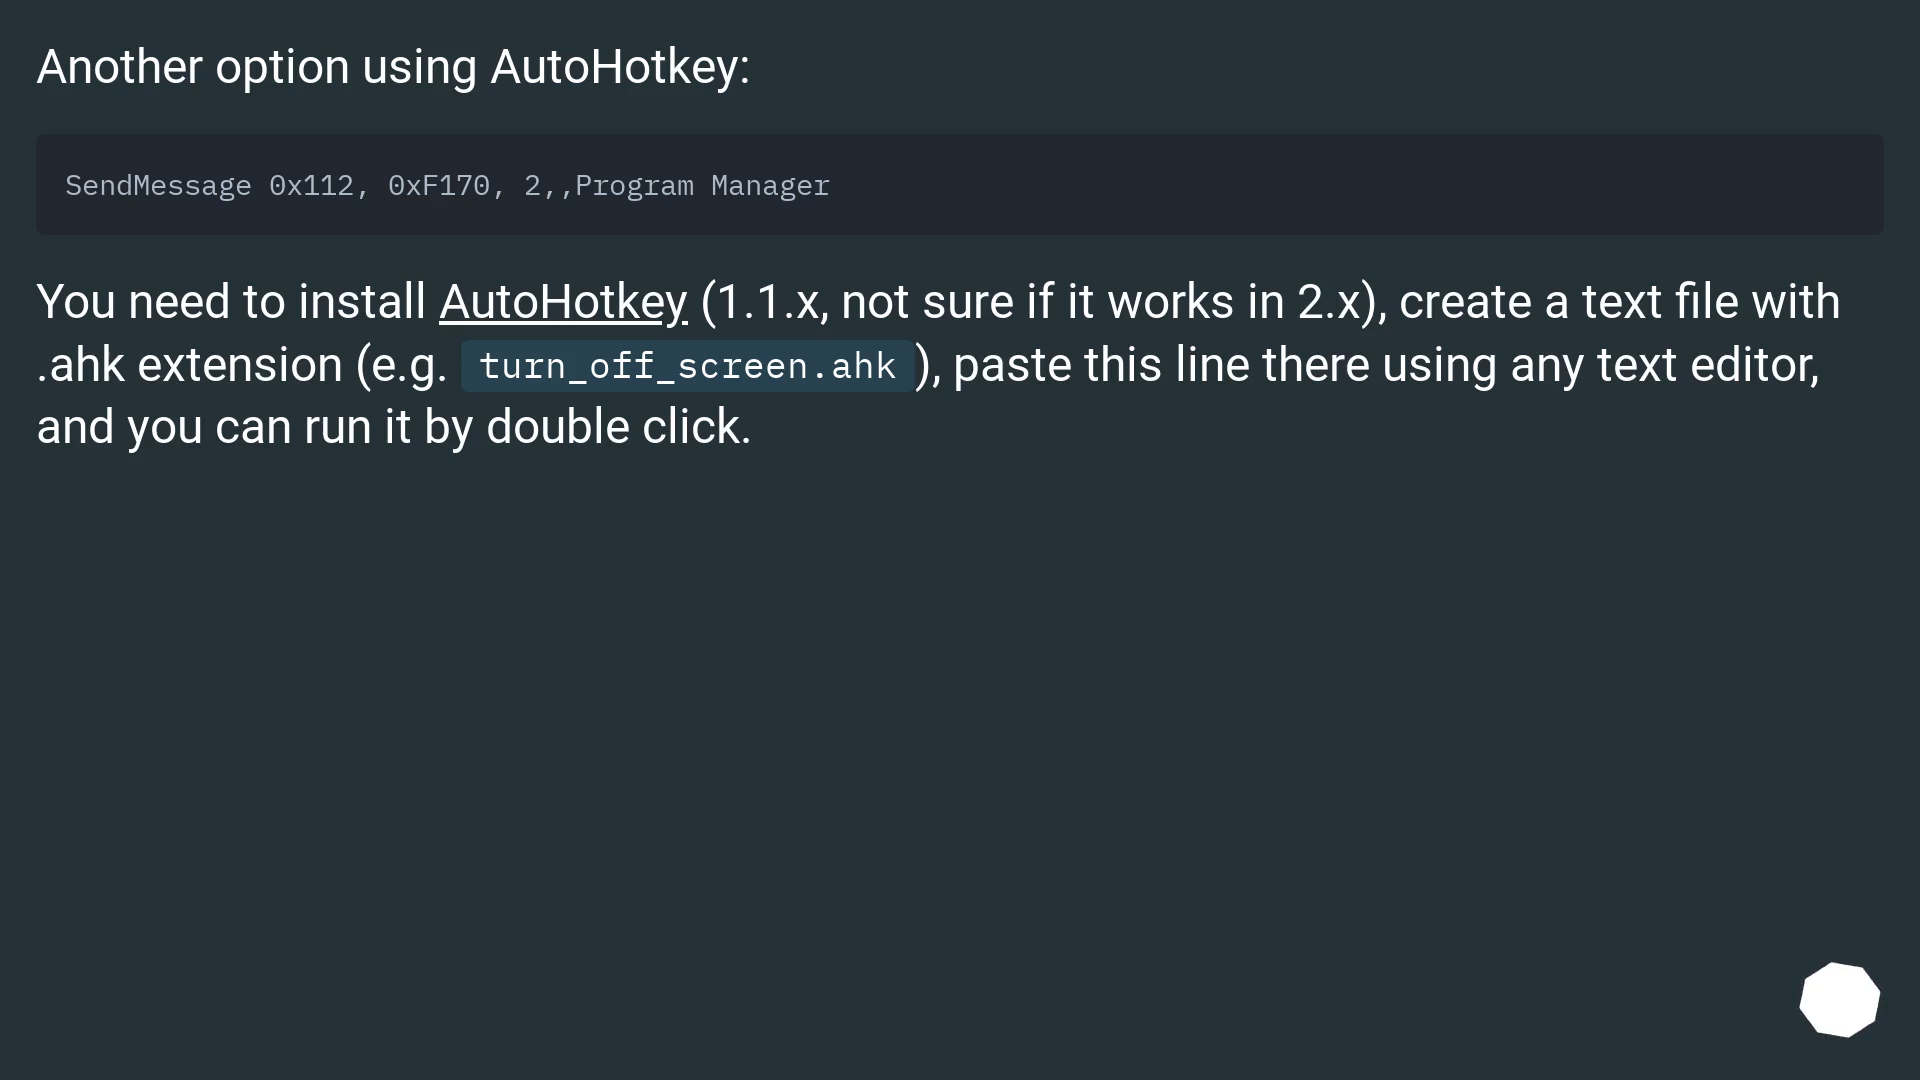 Another option using AutoHotkey:
SendMessage 0x112, 0xF170, 2,,Program Manager
You need to install AutoHotkey (1.1.x, not sure if it works in 2.x), create a text file with
.ahk extension (e.g. turn_off_screen.ahk), paste this line there using any text editor,
and you can run it by double click.